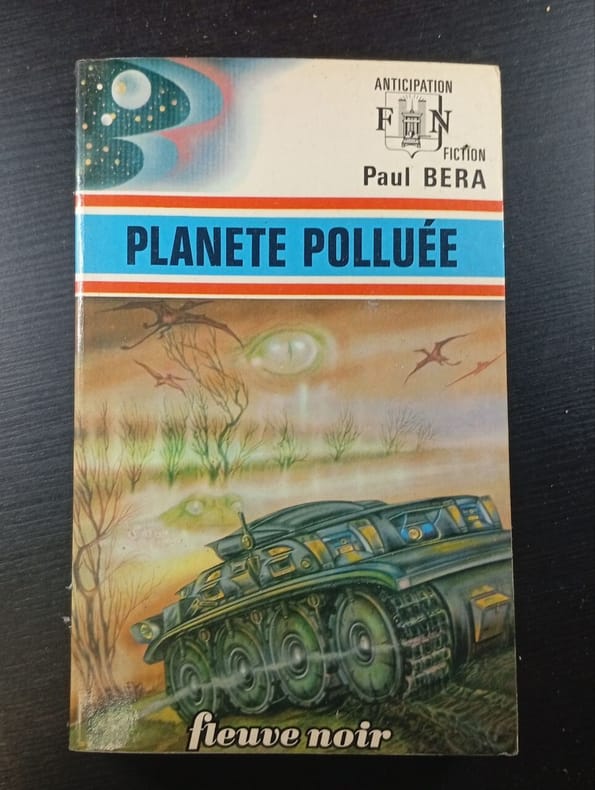 ANTICIPATION
F N
FICTION
Paul BERA
PLANETE POLLUÉE
fleuve noir